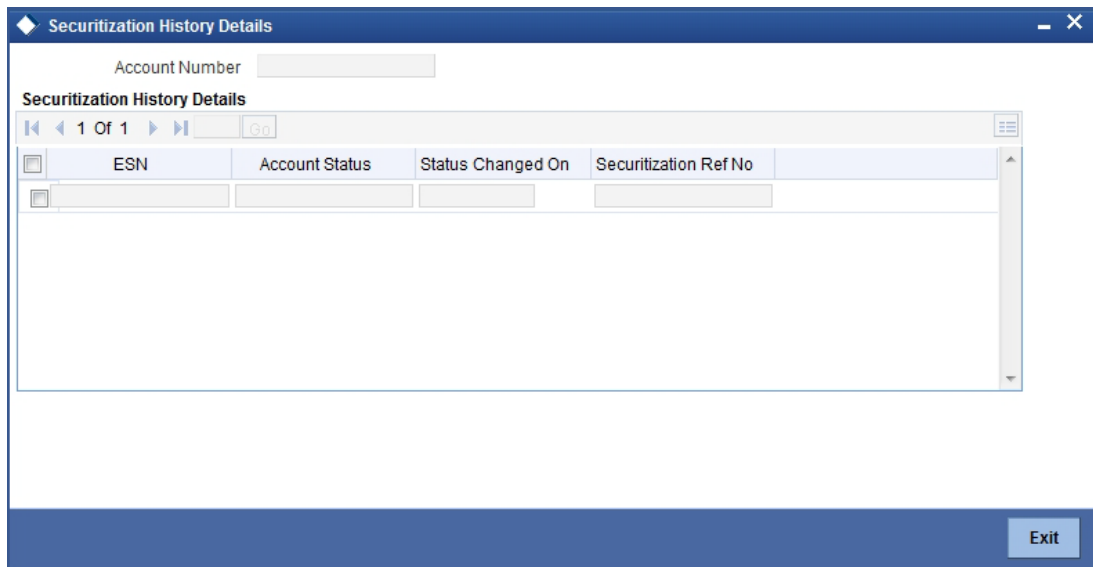 Securitization History Details
Account Number
Securitization History Details
1 Of 1 Go
ESN Account Status Status Changed On Securitization Ref No
Exit